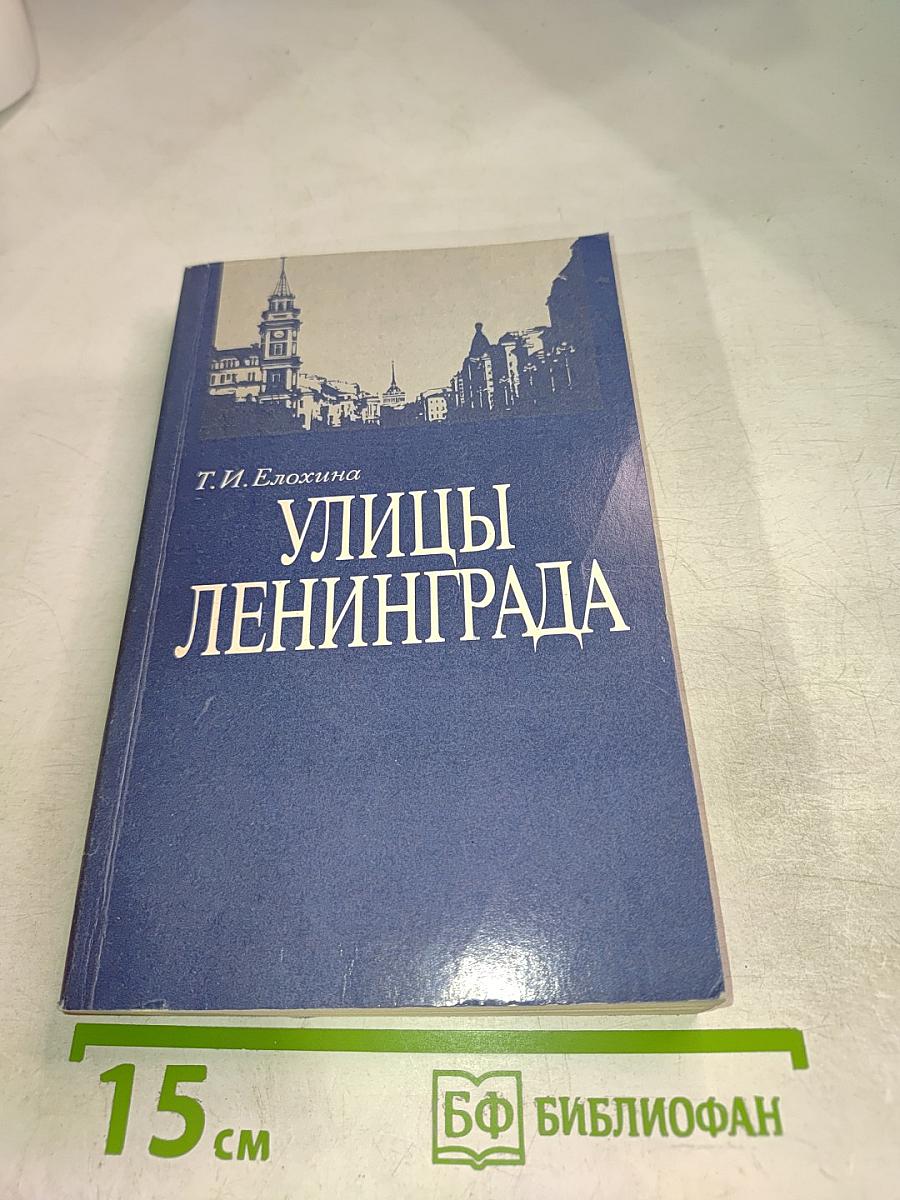 Т.И.Елохина
УЛИЦЫ
ЛЕНИНГРАДА
15 см
БФ БИБЛИОФАН